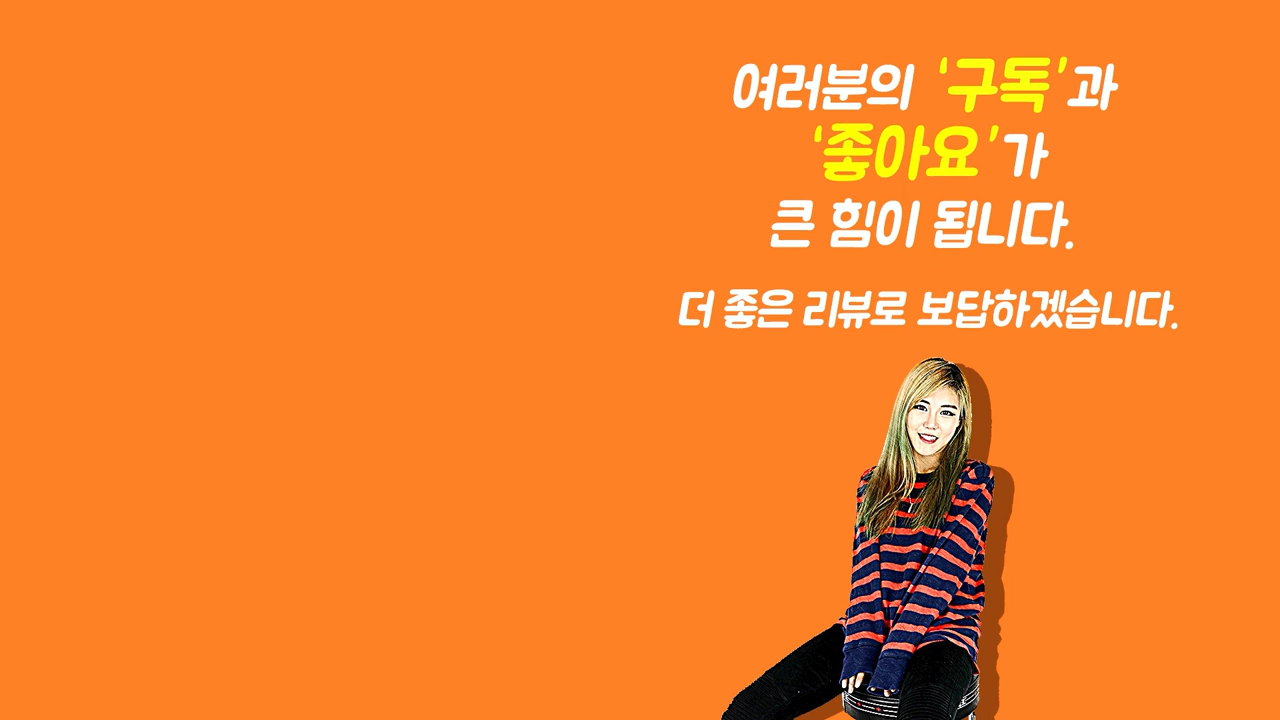 여러분의 '구독'과
'좋아요'가
큰 힘이 됩니다.
더 좋은 리뷰로 보답하겠습니다.